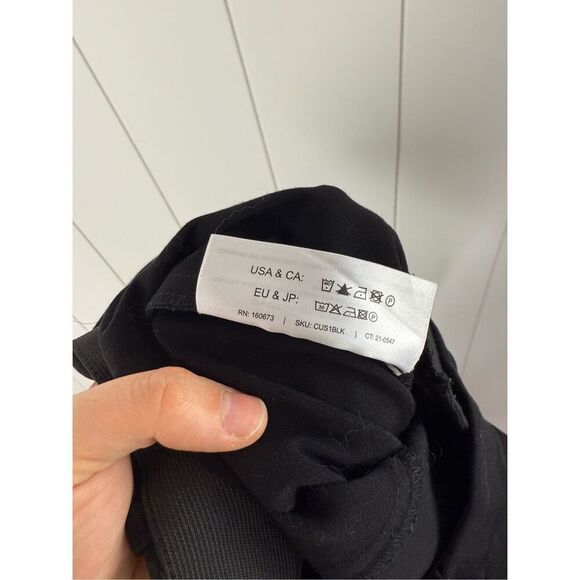 USA & CA: P
EU & JP: P
RN: 160673 | SKU: CUS1BLK | CT: 21-0547